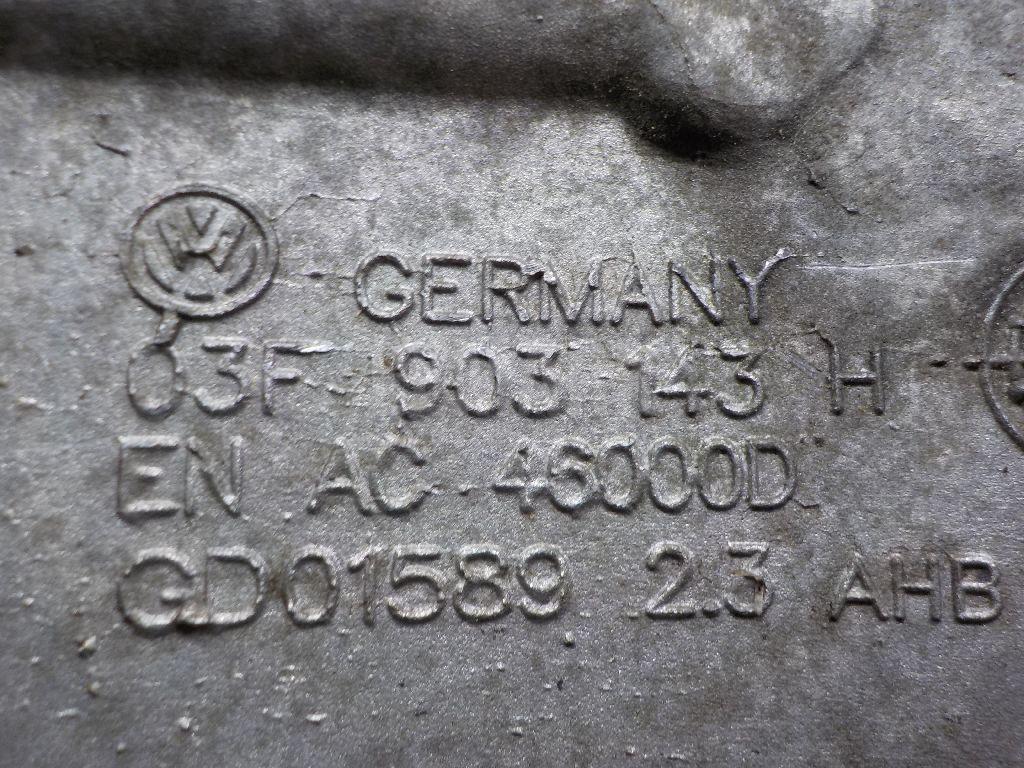 GERMANY
03F 903 143 H
EN AC 46000D
GD01589 2.3 AHB